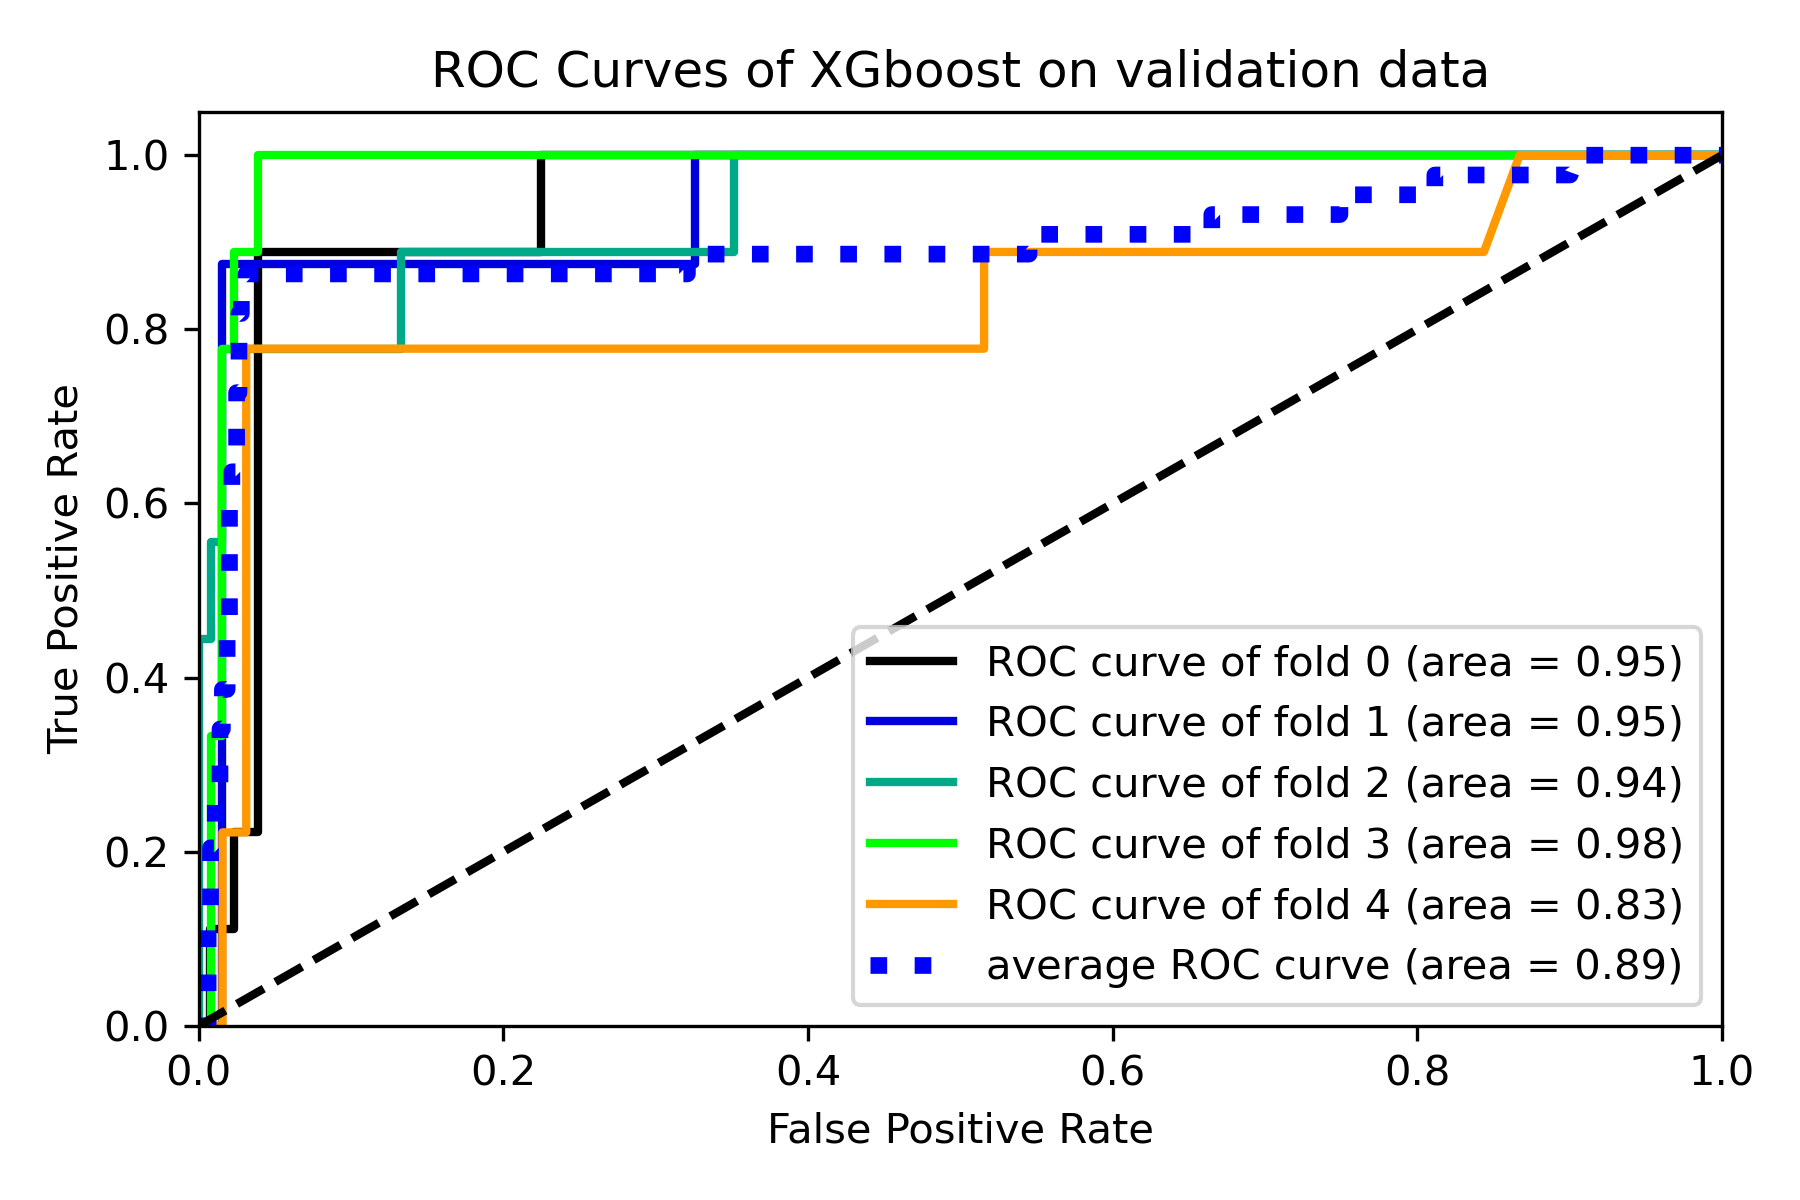 ROC Curves of XGboost on validation data
True Positive Rate
1.0
0.8
0.6
0.4
0.2
0.0
ROC curve of fold 0 (area = 0.95)
ROC curve of fold 1 (area = 0.95)
ROC curve of fold 2 (area = 0.94)
ROC curve of fold 3 (area = 0.98)
ROC curve of fold 4 (area = 0.83)
average ROC curve (area = 0.89)
0.0 0.2 0.4 0.6 0.8 1.0
False Positive Rate